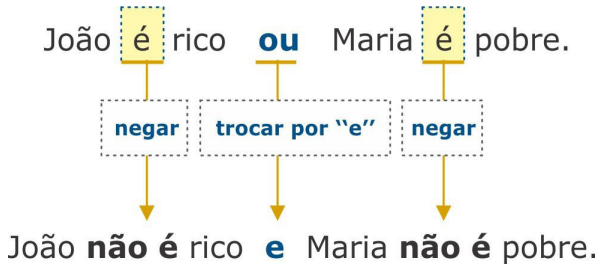 João é rico ou Maria é pobre.
negar trocar por ‘‘e’’ negar
João não é rico e Maria não é pobre.